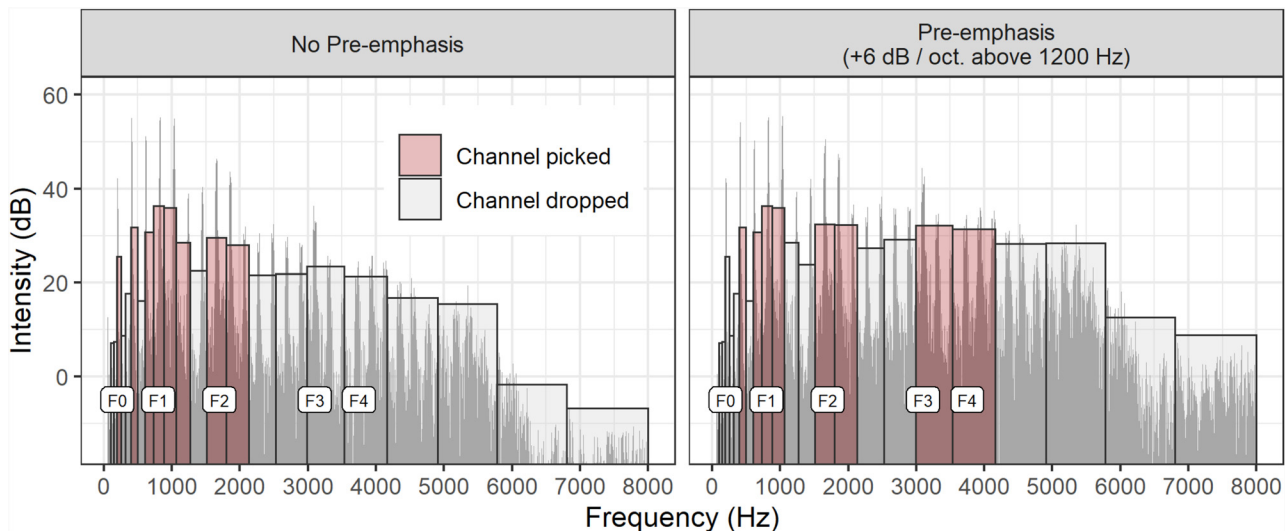 No Pre-emphasis
Pre-emphasis
(+6 dB / oct. above 1200 Hz)
Intensity (dB)
60
40
20
0
Channel picked
Channel dropped
F0
F1
F2
F3
F4
F0
F1
F2
F3
F4
0 1000 2000 3000 4000 5000 6000 7000 8000
0 1000 2000 3000 4000 5000 6000 7000 8000
Frequency (Hz)